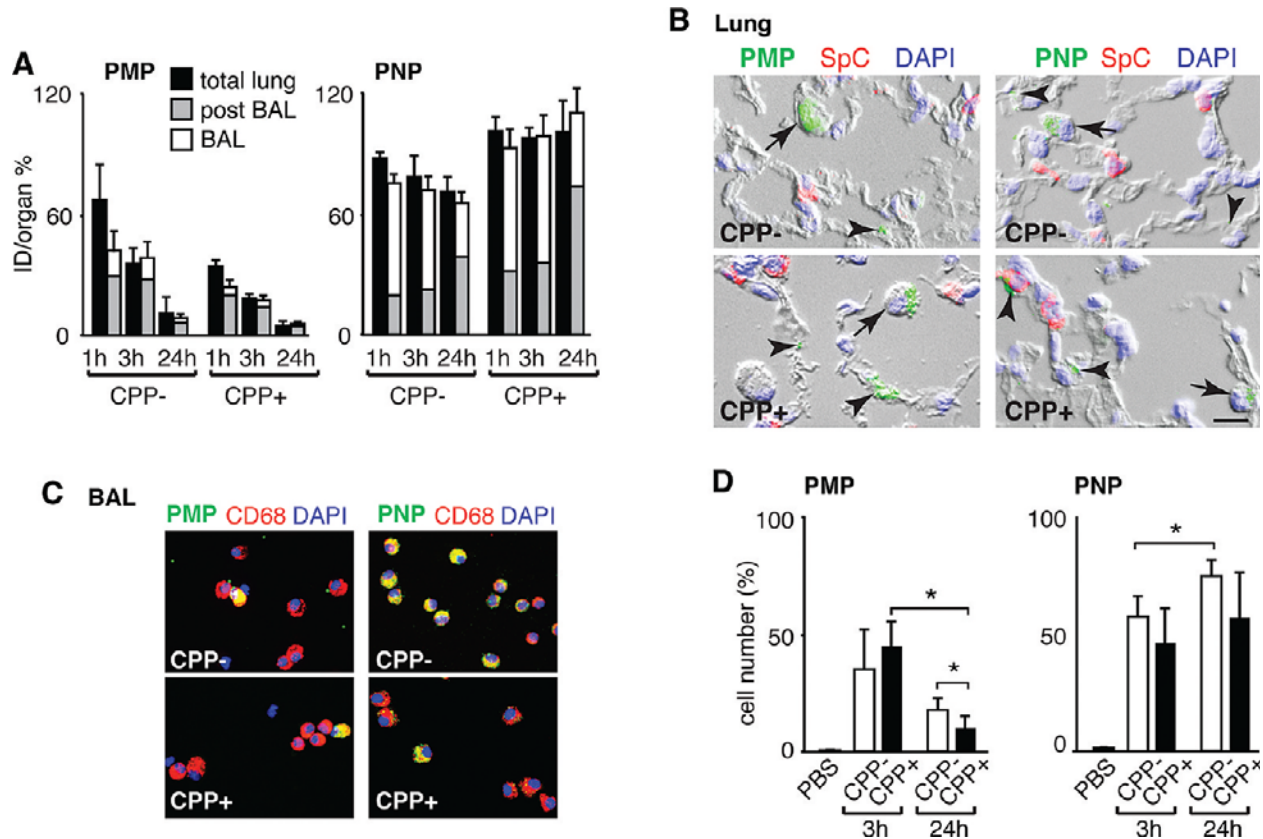 A
PMP
PNP
total lung
post BAL
BAL
120
60
0
ID/organ %
1h 3h 24h 1h 3h 24h
CPP- CPP+
120
60
0
1h 3h 24h 1h 3h 24h
CPP- CPP+
B Lung
PMP SpC DAPI
PNP SpC DAPI
CPP-
CPP-
CPP+
CPP+
C BAL
PMP CD68 DAPI
PNP CD68 DAPI
CPP-
CPP-
CPP+
CPP+
D
PMP
PNP
cell number (%)
100
50
0
* *
PBS CPP- CPP+ CPP- CPP+
3h 24h
100
50
0
*
PBS CPP- CPP+ CPP- CPP+
3h 24h